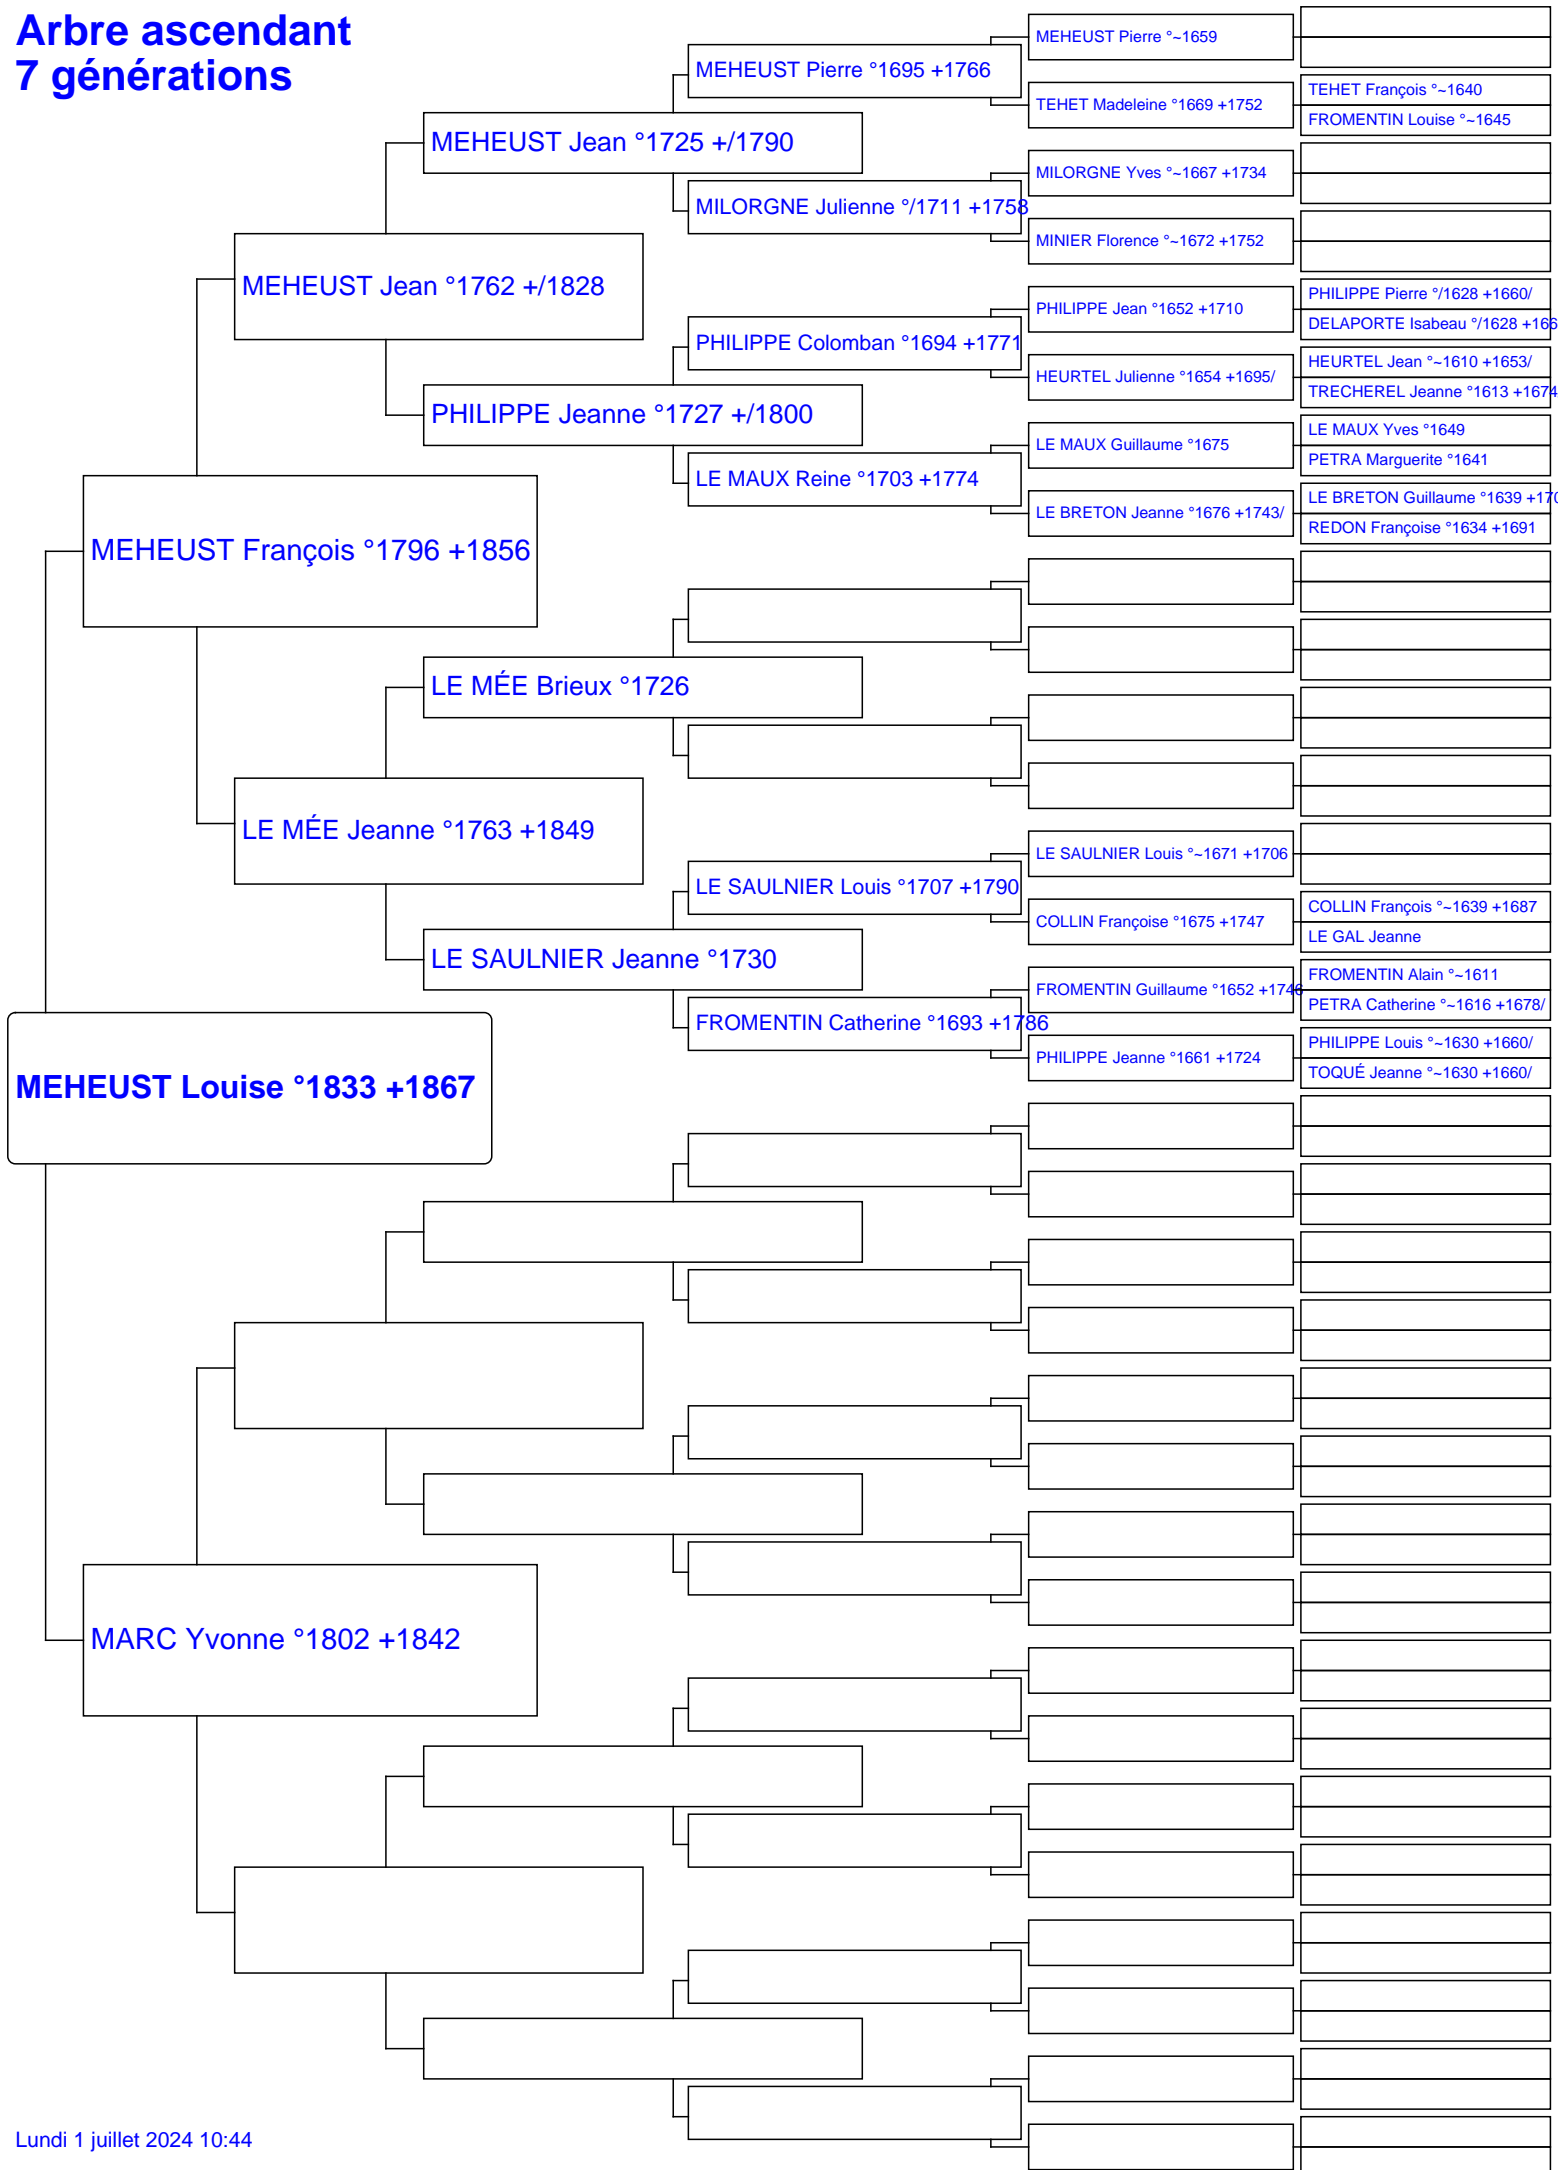 Arbre ascendant
7 générations
MEHEUST Louise °1833 +1867
MEHEUST François °1796 +1856
MARC Yvonne °1802 +1842
MEHEUST Jean °1762 +/1828
LE MÉE Jeanne °1763 +1849
MEHEUST Jean °1725 +/1790
PHILIPPE Jeanne °1727 +/1800
LE MÉE Brieux °1726
LE SAULNIER Jeanne °1730
MEHEUST Pierre °1695 +1766
MILORGNE Julienne °/1711 +1758
PHILIPPE Colomban °1694 +1771
LE MAUX Reine °1703 +1774
LE SAULNIER Louis °1707 +1790
FROMENTIN Catherine °1693 +1786
MEHEUST Pierre °~1659
TEHET Madeleine °1669 +1752
MILORGNE Yves °~1667 +1734
MINIER Florence °~1672 +1752
PHILIPPE Jean °1652 +1710
HEURTEL Julienne °1654 +1695/
LE MAUX Guillaume °1675
LE BRETON Jeanne °1676 +1743/
LE SAULNIER Louis °~1671 +1706
COLLIN Françoise °1675 +1747
FROMENTIN Guillaume °1652 +1746
PHILIPPE Jeanne °1661 +1724
TEHET François °~1640
FROMENTIN Louise °~1645
PHILIPPE Pierre °/1628 +1660/
DELAPORTE Isabeau °/1628 +166
HEURTEL Jean °~1610 +1653/
TRECHEREL Jeanne °1613 +1674
LE MAUX Yves °1649
PETRA Marguerite °1641
LE BRETON Guillaume °1639 +170
REDON Françoise °1634 +1691
COLLIN François °~1639 +1687
LE GAL Jeanne
FROMENTIN Alain °~1611
PETRA Catherine °~1616 +1678/
PHILIPPE Louis °~1630 +1660/
TOQUÉ Jeanne °~1630 +1660/
Lundi 1 juillet 2024 10:44